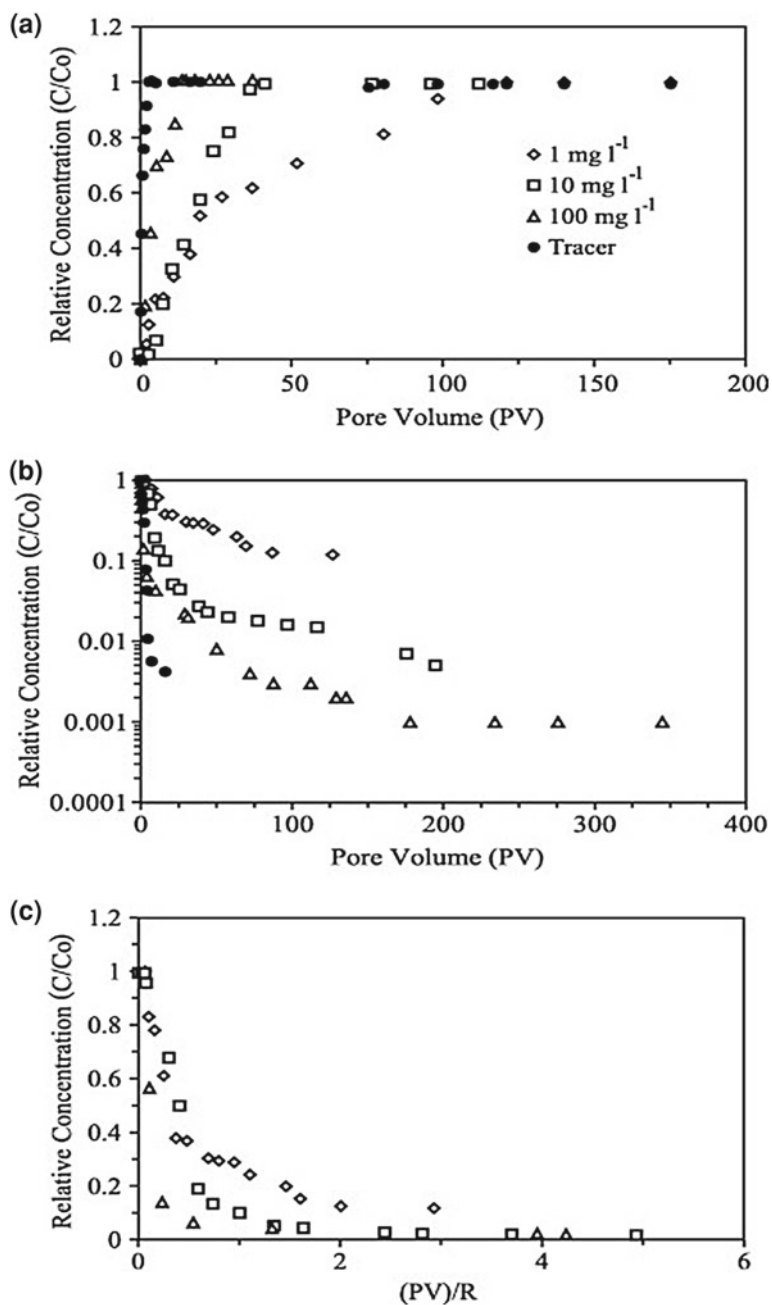 (a)
Relative Concentration (C/Co)
1.2
1
0.8
0.6
0.4
0.2
0
0
50
100
150
200
Pore Volume (PV)
1 mg l-1
10 mg l-1
100 mg l-1
Tracer
(b)
Relative Concentration (C/Co)
1
0.1
0.01
0.001
0.0001
0
100
200
300
400
Pore Volume (PV)
(c)
Relative Concentration (C/Co)
1.2
1
0.8
0.6
0.4
0.2
0
0
2
4
6
(PV)/R